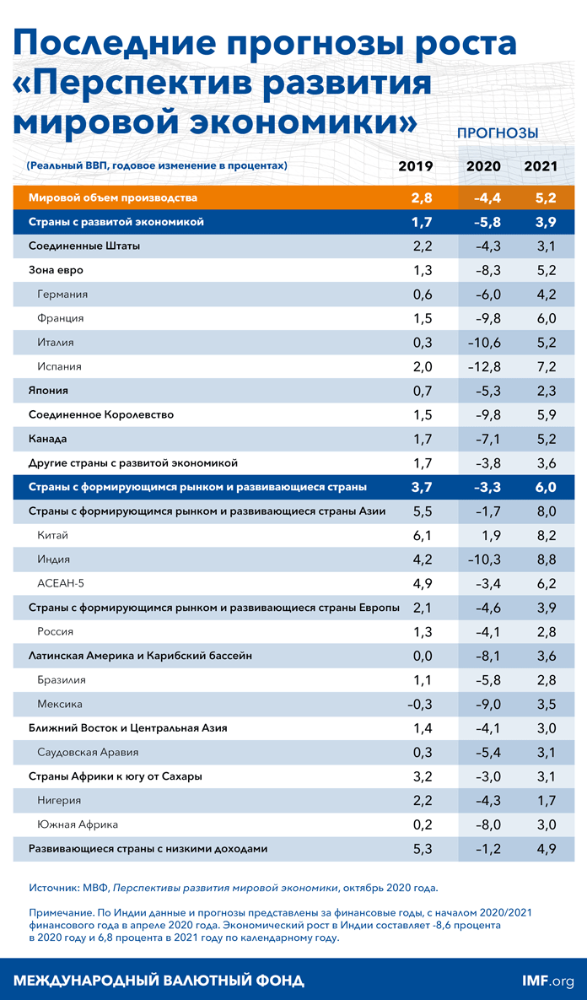 Последние прогнозы роста
«Перспектив развития
мировой экономики»
ПРОГНОЗЫ
(Реальный ВВП, годовое изменение в процентах) 2019 2020 2021
Мировой объем производства 2,8 –4,4 5,2
Страны с развитой экономикой 1,7 –5,8 3,9
Соединенные Штаты 2,2 –4,3 3,1
Зона евро 1,3 –8,3 5,2
Германия 0,6 –6,0 4,2
Франция 1,5 –9,8 6,0
Италия 0,3 –10,6 5,2
Испания 2,0 –12,8 7,2
Япония 0,7 –5,3 2,3
Соединенное Королевство 1,5 –9,8 5,9
Канада 1,7 –7,1 5,2
Другие страны с развитой экономикой 1,7 –3,8 3,6
Страны с формирующимся рынком и развивающиеся страны 3,7 –3,3 6,0
Страны с формирующимся рынком и развивающиеся страны Азии 5,5 –1,7 8,0
Китай 6,1 1,9 8,2
Индия 4,2 –10,3 8,8
АСЕАН-5 4,9 –3,4 6,2
Страны с формирующимся рынком и развивающиеся страны Европы 2,1 –4,6 3,9
Россия 1,3 –4,1 2,8
Латинская Америка и Карибский бассейн 0,0 –8,1 3,6
Бразилия 1,1 –5,8 2,8
Мексика –0,3 –9,0 3,5
Ближний Восток и Центральная Азия 1,4 –4,1 3,0
Саудовская Аравия 0,3 –5,4 3,1
Страны Африки к югу от Сахары 3,2 –3,0 3,1
Нигерия 2,2 –4,3 1,7
Южная Африка 0,2 –8,0 3,0
Развивающиеся страны с низкими доходами 5,3 –1,2 4,9
Источник: МВФ, Перспективы развития мировой экономики, октябрь 2020 года.
Примечание. По Индии данные и прогнозы представлены за финансовые годы, с началом 2020/2021
финансового года в апреле 2020 года. Экономический рост в Индии составляет -8,6 процента
в 2020 году и 6,8 процента в 2021 году по календарному году.
МЕЖДУНАРОДНЫЙ ВАЛЮТНЫЙ ФОНД IMF.org